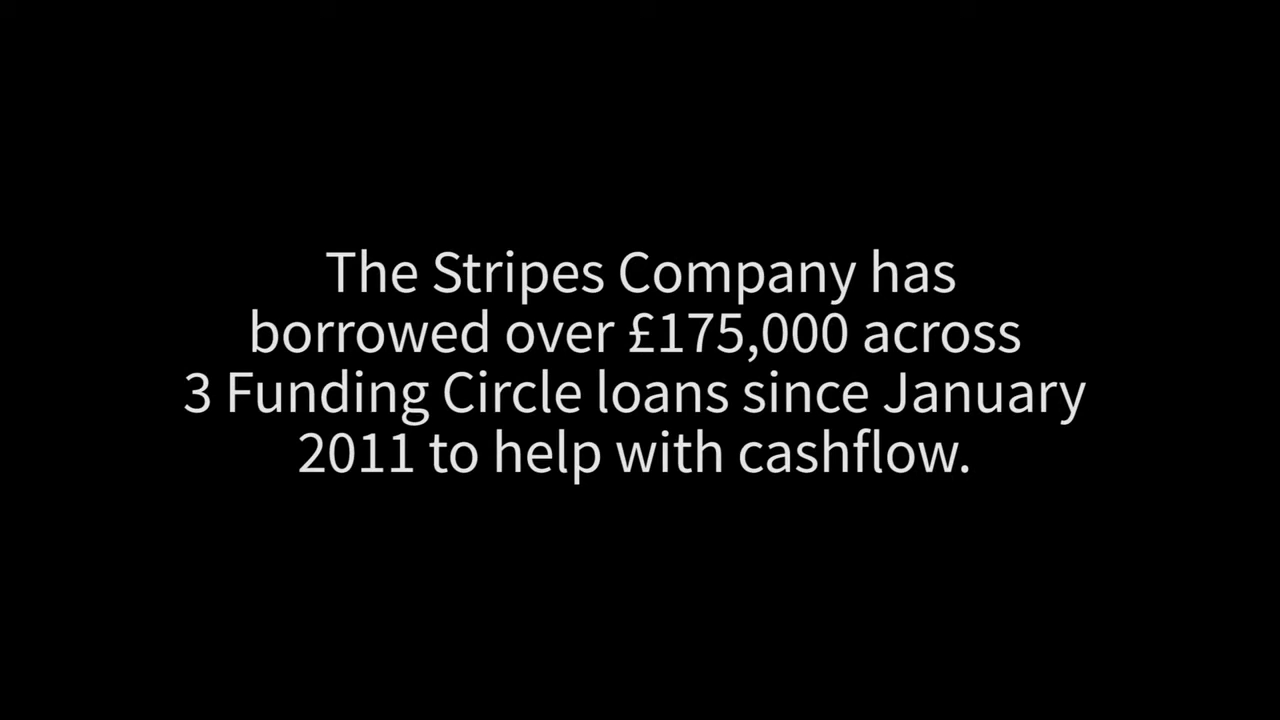 The Stripes Company has
borrowed over £175,000 across
3 Funding Circle loans since January
2011 to help with cashflow.